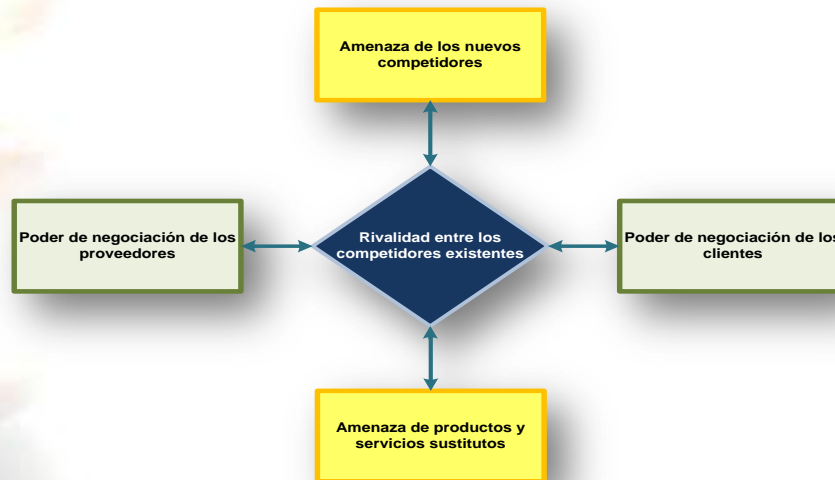 Amenaza de los nuevos
competidores
Poder de negociación de los
proveedores
Rivalidad entre los
competidores existentes
Poder de negociación de los
clientes
Amenaza de productos y
servicios sustitutos